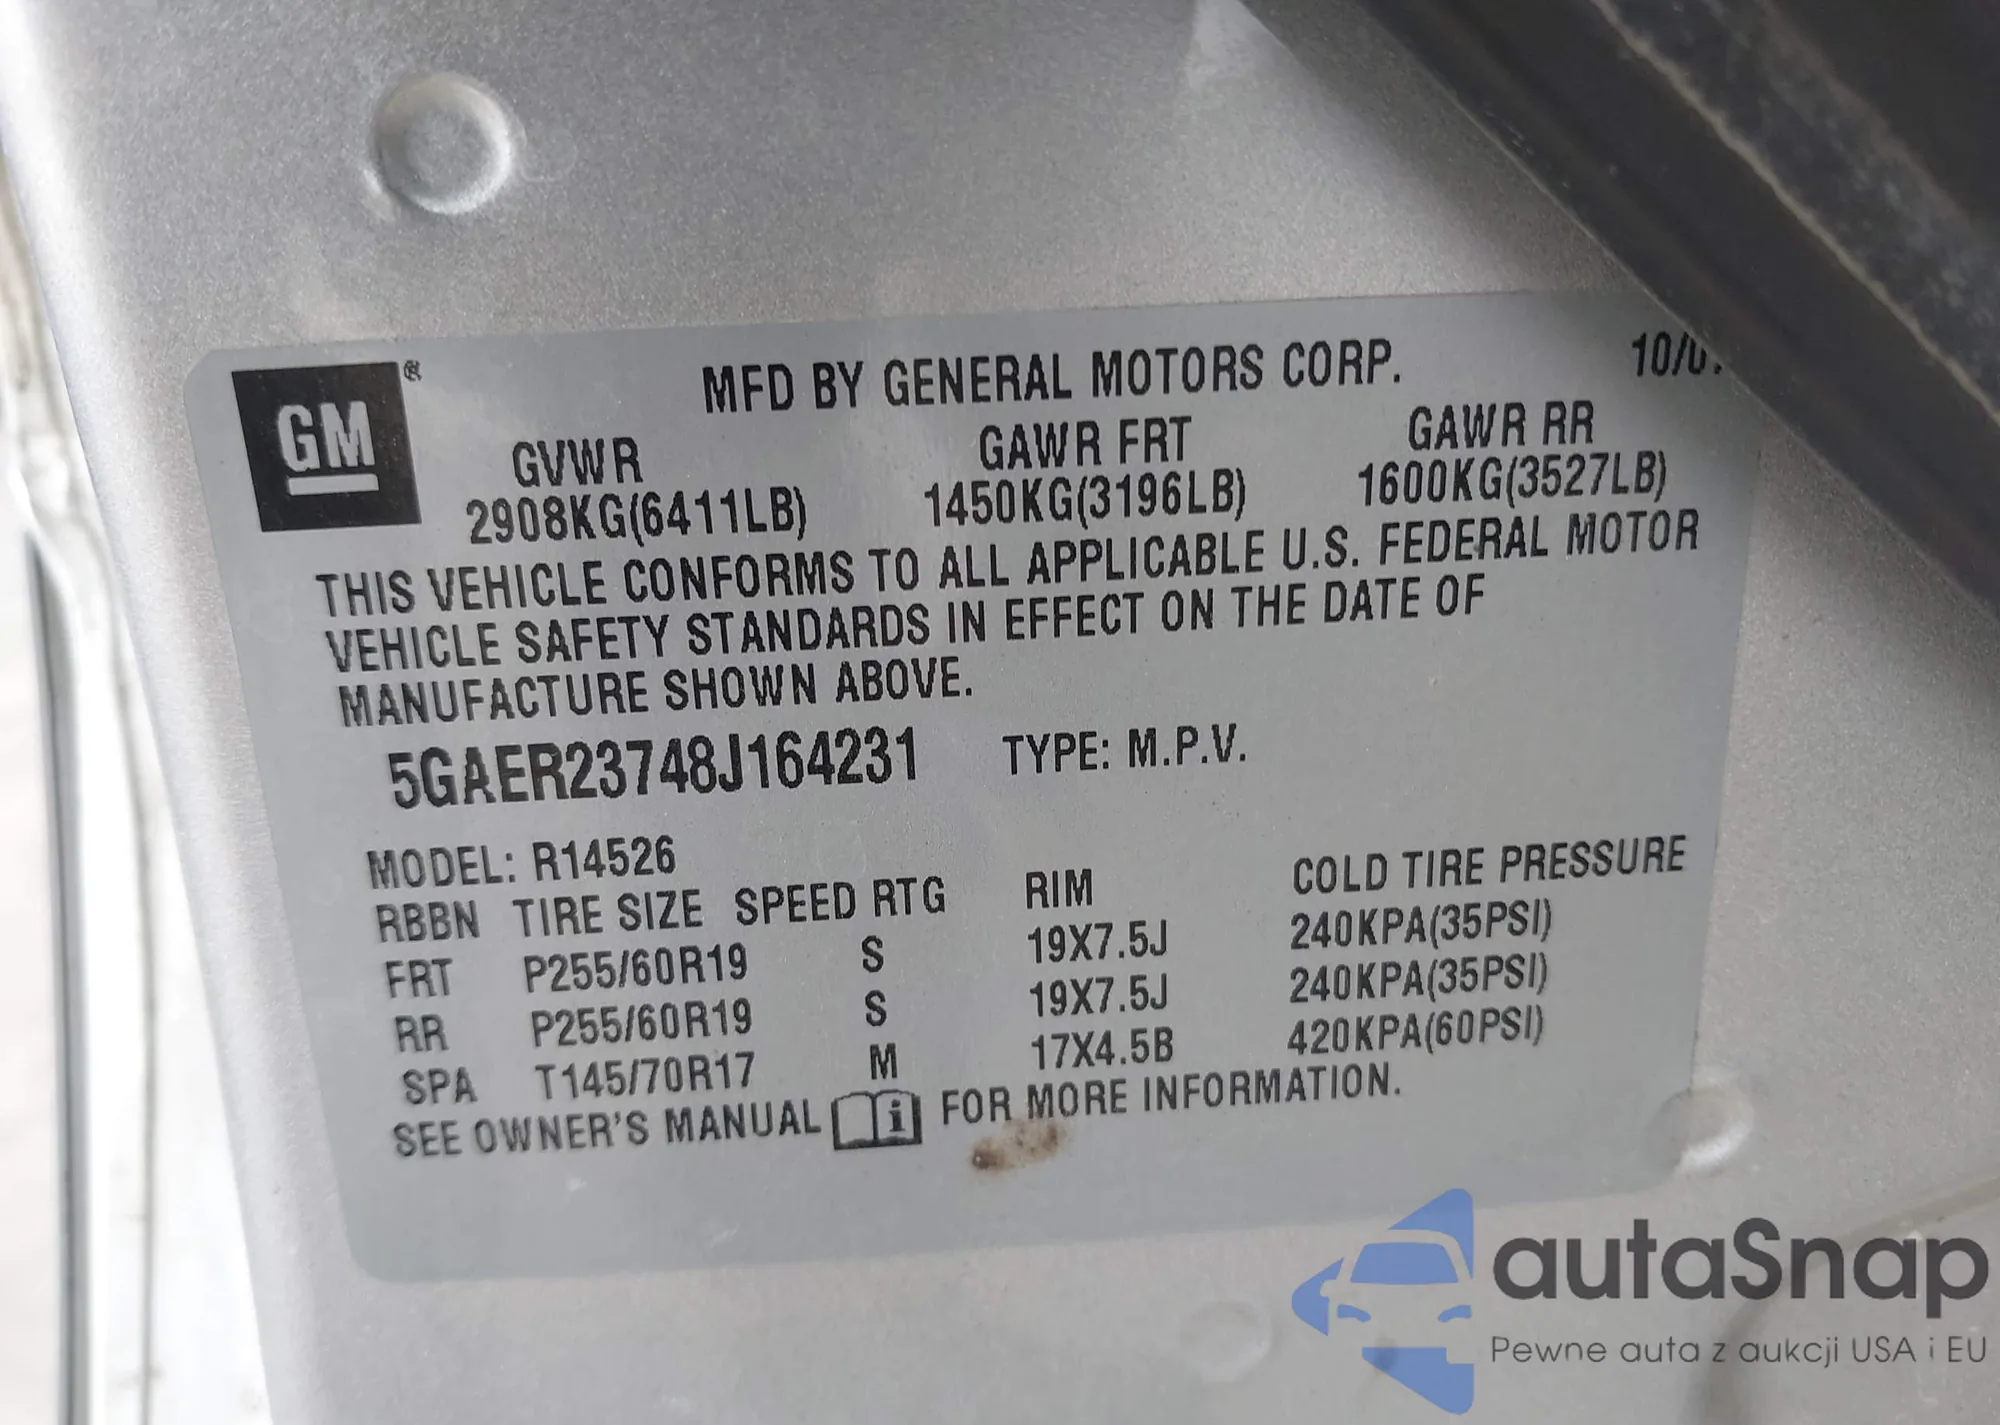 GM ®
MFD BY GENERAL MOTORS CORP. 10/0
GVWR GAWR FRT GAWR RR
2908KG(6411LB) 1450KG(3196LB) 1600KG(3527LB)
THIS VEHICLE CONFORMS TO ALL APPLICABLE U.S. FEDERAL MOTOR
VEHICLE SAFETY STANDARDS IN EFFECT ON THE DATE OF
MANUFACTURE SHOWN ABOVE.
5GAER23748J164231 TYPE: M.P.V.
MODEL: R14526
RBBN TIRE SIZE SPEED RTG RIM COLD TIRE PRESSURE
FRT P255/60R19 S 19X7.5J 240KPA(35PSI)
RR P255/60R19 S 19X7.5J 240KPA(35PSI)
SPA T145/70R17 M 17X4.5B 420KPA(60PSI)
SEE OWNER'S MANUAL i FOR MORE INFORMATION.
autaSnap
Pewne auta z aukcji USA i EU